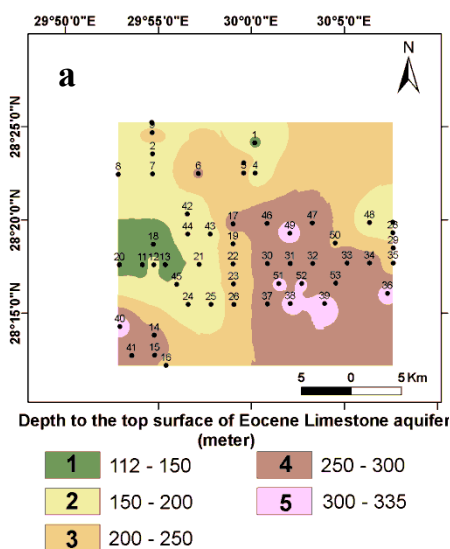 29°50'0"E 29°55'0"E 30°0'0"E 30°5'0"E
a
N
28°25'0"N
28°20'0"N
28°15'0"N
1
2
8 7 6 5 4
42 17 46 47 48
44 43 49 28
18 19 50 29
20 11 12 13 21 22 30 31 32 33 34 35
45 23 51 52 53
24 25 26 37 38 39 36
40 14
41 15
16
5 0 5 Km
Depth to the top surface of Eocene Limestone aquifer
(meter)
1 112 - 150 4 250 - 300
2 150 - 200 5 300 - 335
3 200 - 250